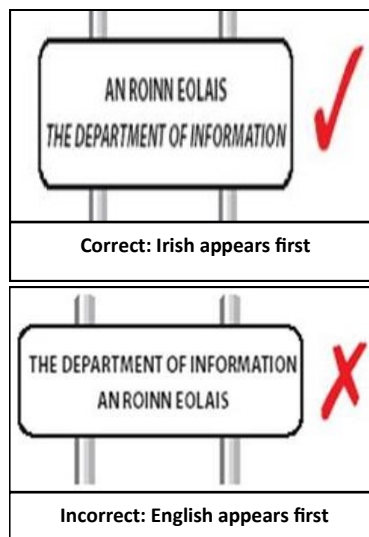 AN ROINN EOLAIS
THE DEPARTMENT OF INFORMATION
Correct: Irish appears first
THE DEPARTMENT OF INFORMATION
AN ROINN EOLAIS
Incorrect: English appears first